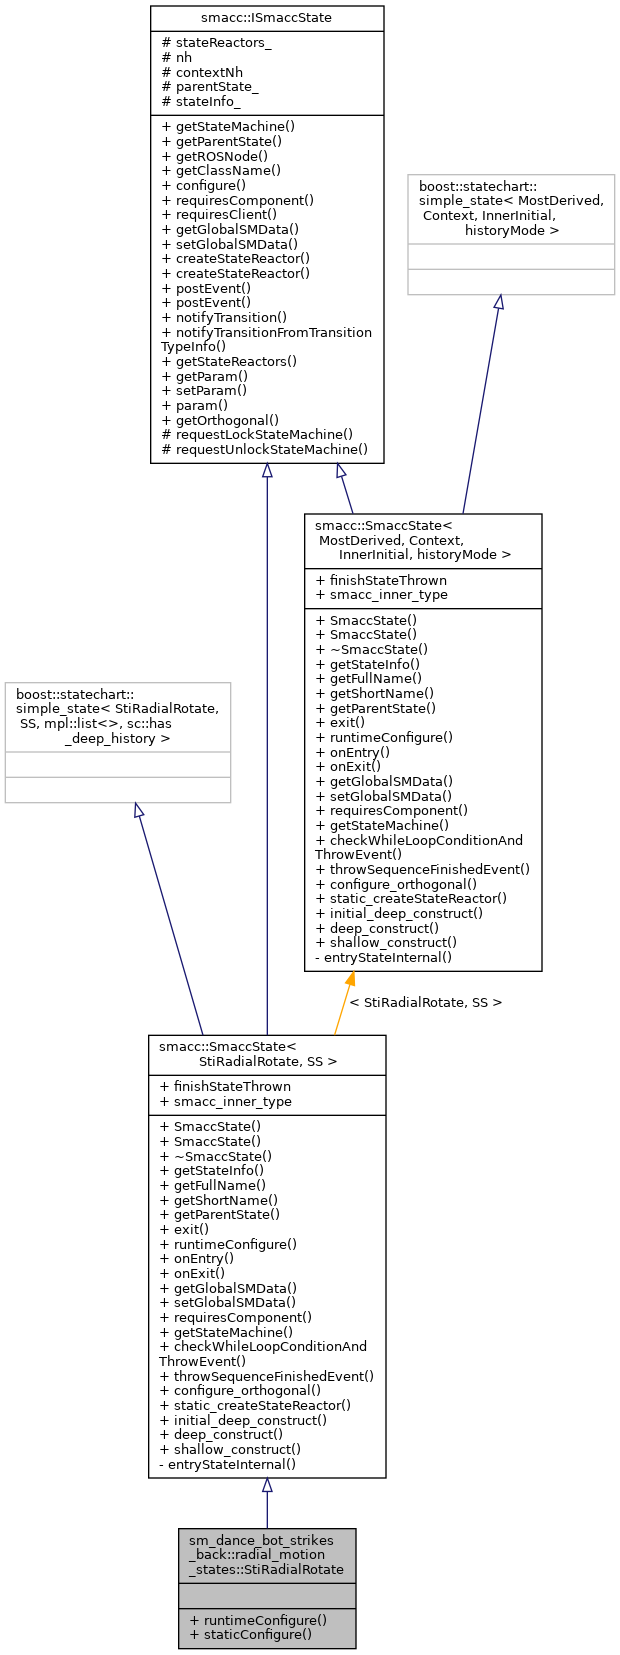 smacc::ISmaccState
# stateReactors_
# nh
# contextNh
# parentState_
# stateInfo_
+ getStateMachine()
+ getParentState()
+ getROSNode()
+ getClassName()
+ configure()
+ requiresComponent()
+ requiresClient()
+ getGlobalSMData()
+ setGlobalSMData()
+ createStateReactor()
+ createStateReactor()
+ postEvent()
+ postEvent()
+ notifyTransition()
+ notifyTransitionFromTransition
TypeInfo()
+ getStateReactors()
+ getParam()
+ setParam()
+ param()
+ getOrthogonal()
# requestLockStateMachine()
# requestUnlockStateMachine()
boost::statechart::
simple_state< MostDerived,
Context, InnerInitial,
historyMode >
smacc::SmaccState<
MostDerived, Context,
InnerInitial, historyMode >
+ finishStateThrown
+ smacc_inner_type
+ SmaccState()
+ SmaccState()
+ ~SmaccState()
+ getStateInfo()
+ getFullName()
+ getShortName()
+ getParentState()
+ exit()
+ runtimeConfigure()
+ onEntry()
+ onExit()
+ getGlobalSMData()
+ setGlobalSMData()
+ requiresComponent()
+ getStateMachine()
+ checkWhileLoopConditionAnd
ThrowEvent()
+ throwSequenceFinishedEvent()
+ configure_orthogonal()
+ static_createStateReactor()
+ initial_deep_construct()
+ deep_construct()
+ shallow_construct()
- entryStateInternal()
boost::statechart::
simple_state< StiRadialRotate,
SS, mpl::list<>, sc::has
_deep_history >
< StiRadialRotate, SS >
smacc::SmaccState<
StiRadialRotate, SS >
+ finishStateThrown
+ smacc_inner_type
+ SmaccState()
+ SmaccState()
+ ~SmaccState()
+ getStateInfo()
+ getFullName()
+ getShortName()
+ getParentState()
+ exit()
+ runtimeConfigure()
+ onEntry()
+ onExit()
+ getGlobalSMData()
+ setGlobalSMData()
+ requiresComponent()
+ getStateMachine()
+ checkWhileLoopConditionAnd
ThrowEvent()
+ throwSequenceFinishedEvent()
+ configure_orthogonal()
+ static_createStateReactor()
+ initial_deep_construct()
+ deep_construct()
+ shallow_construct()
- entryStateInternal()
sm_dance_bot_strikes
_back::radial_motion
_states::StiRadialRotate
+ runtimeConfigure()
+ staticConfigure()